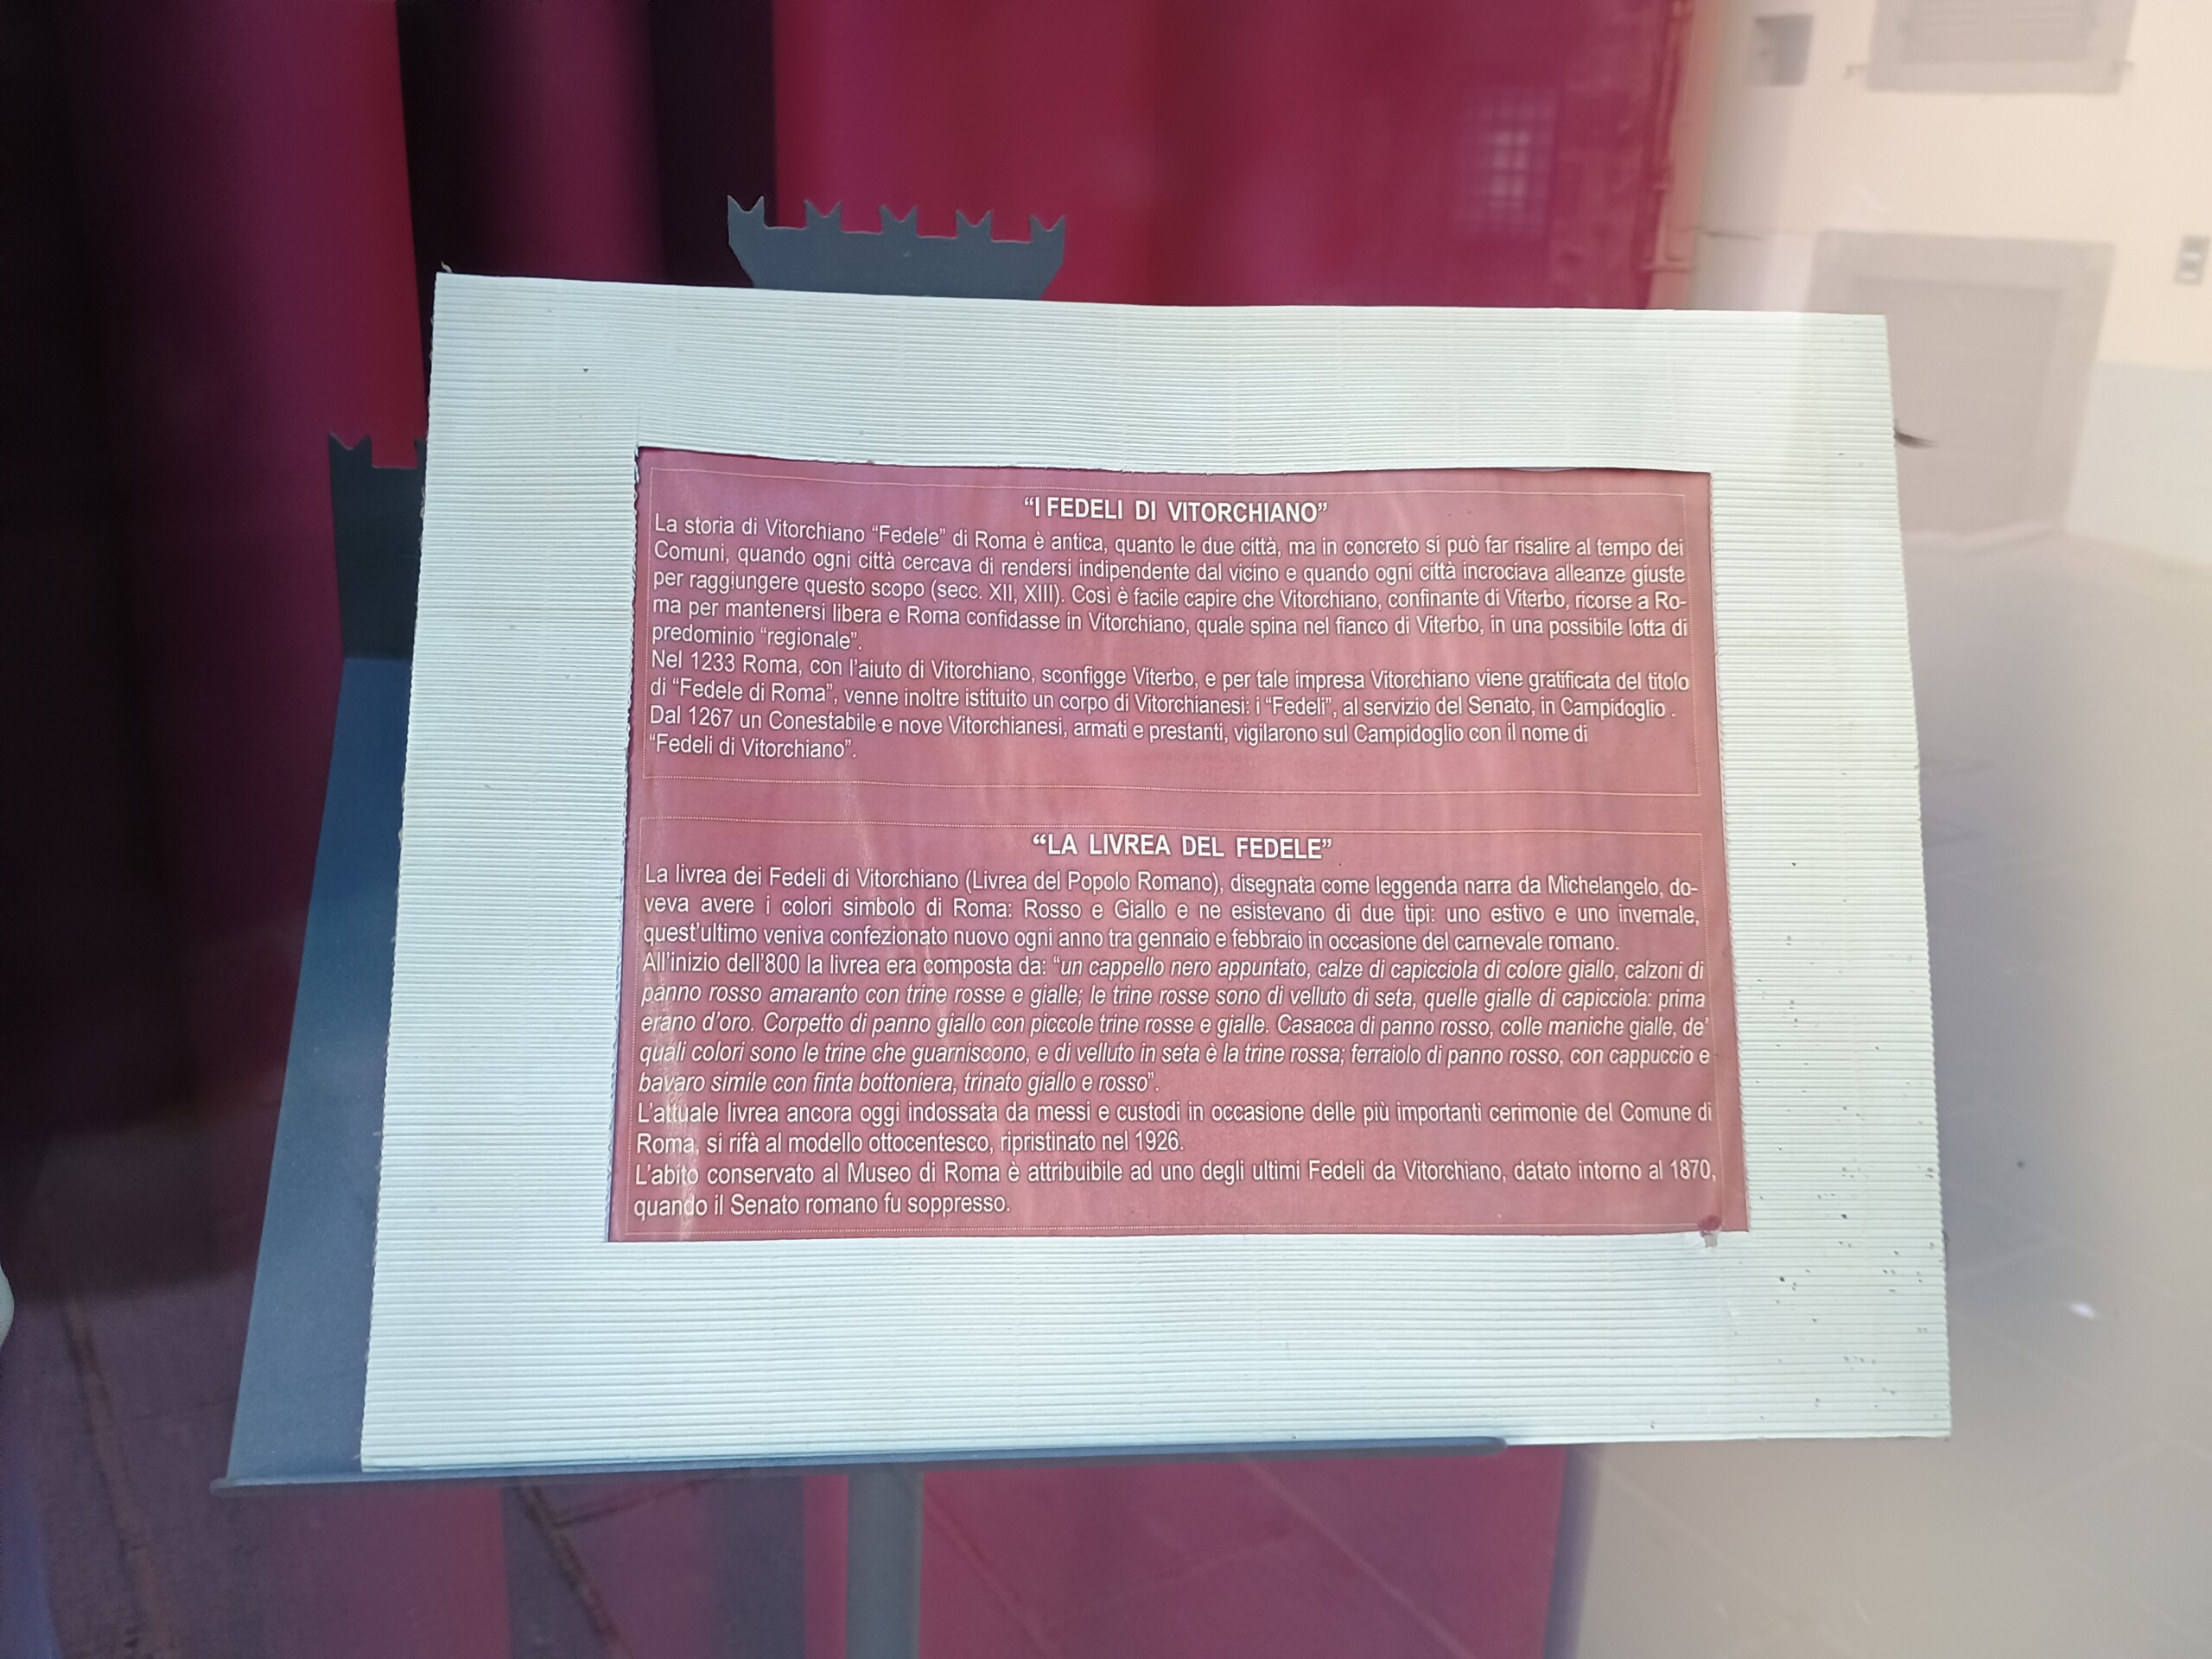 “I FEDELI DI VITORCHIANO”
La storia di Vitorchiano “Fedele” di Roma è antica, quanto le due città, ma in concreto si può far risalire al tempo dei
Comuni, quando ogni città cercava di rendersi indipendente dal vicino e quando ogni città incrociava alleanze giuste
per raggiungere questo scopo (secc. XII, XIII). Così è facile capire che Vitorchiano, confinante di Viterbo, ricorse a Ro-
ma per mantenersi libera e Roma confidasse in Vitorchiano, quale spina nel fianco di Viterbo, in una possibile lotta di
predominio “regionale”.
Nel 1233 Roma, con l’aiuto di Vitorchiano, sconfigge Viterbo, e per tale impresa Vitorchiano viene gratificata del titolo
di “Fedele di Roma”, venne inoltre istituito un corpo di Vitorchianesi: i “Fedeli”, al servizio del Senato, in Campidoglio .
Dal 1267 un Conestabile e nove Vitorchianesi, armati e prestanti, vigilarono sul Campidoglio con il nome di
“Fedeli di Vitorchiano”.
“LA LIVREA DEL FEDELE”
La livrea dei Fedeli di Vitorchiano (Livrea del Popolo Romano), disegnata come leggenda narra da Michelangelo, do-
veva avere i colori simbolo di Roma: Rosso e Giallo e ne esistevano di due tipi: uno estivo e uno invernale,
quest’ultimo veniva confezionato nuovo ogni anno tra gennaio e febbraio in occasione del carnevale romano.
All’inizio dell’800 la livrea era composta da: “un cappello nero appuntato, calze di capicciola di colore giallo, calzoni di
panno rosso amaranto con trine rosse e gialle; le trine rosse sono di velluto di seta, quelle gialle di capicciola: prima
erano d’oro. Corpetto di panno giallo con piccole trine rosse e gialle. Casacca di panno rosso, colle maniche gialle, de’
quali colori sono le trine che guarniscono, e di velluto in seta è la trine rossa; ferraiolo di panno rosso, con cappuccio e
bavaro simile con finta bottoniera, trinato giallo e rosso”.
L’attuale livrea ancora oggi indossata da messi e custodi in occasione delle più importanti cerimonie del Comune di
Roma, si rifà al modello ottocentesco, ripristinato nel 1926.
L’abito conservato al Museo di Roma è attribuibile ad uno degli ultimi Fedeli da Vitorchiano, datato intorno al 1870,
quando il Senato romano fu soppresso.